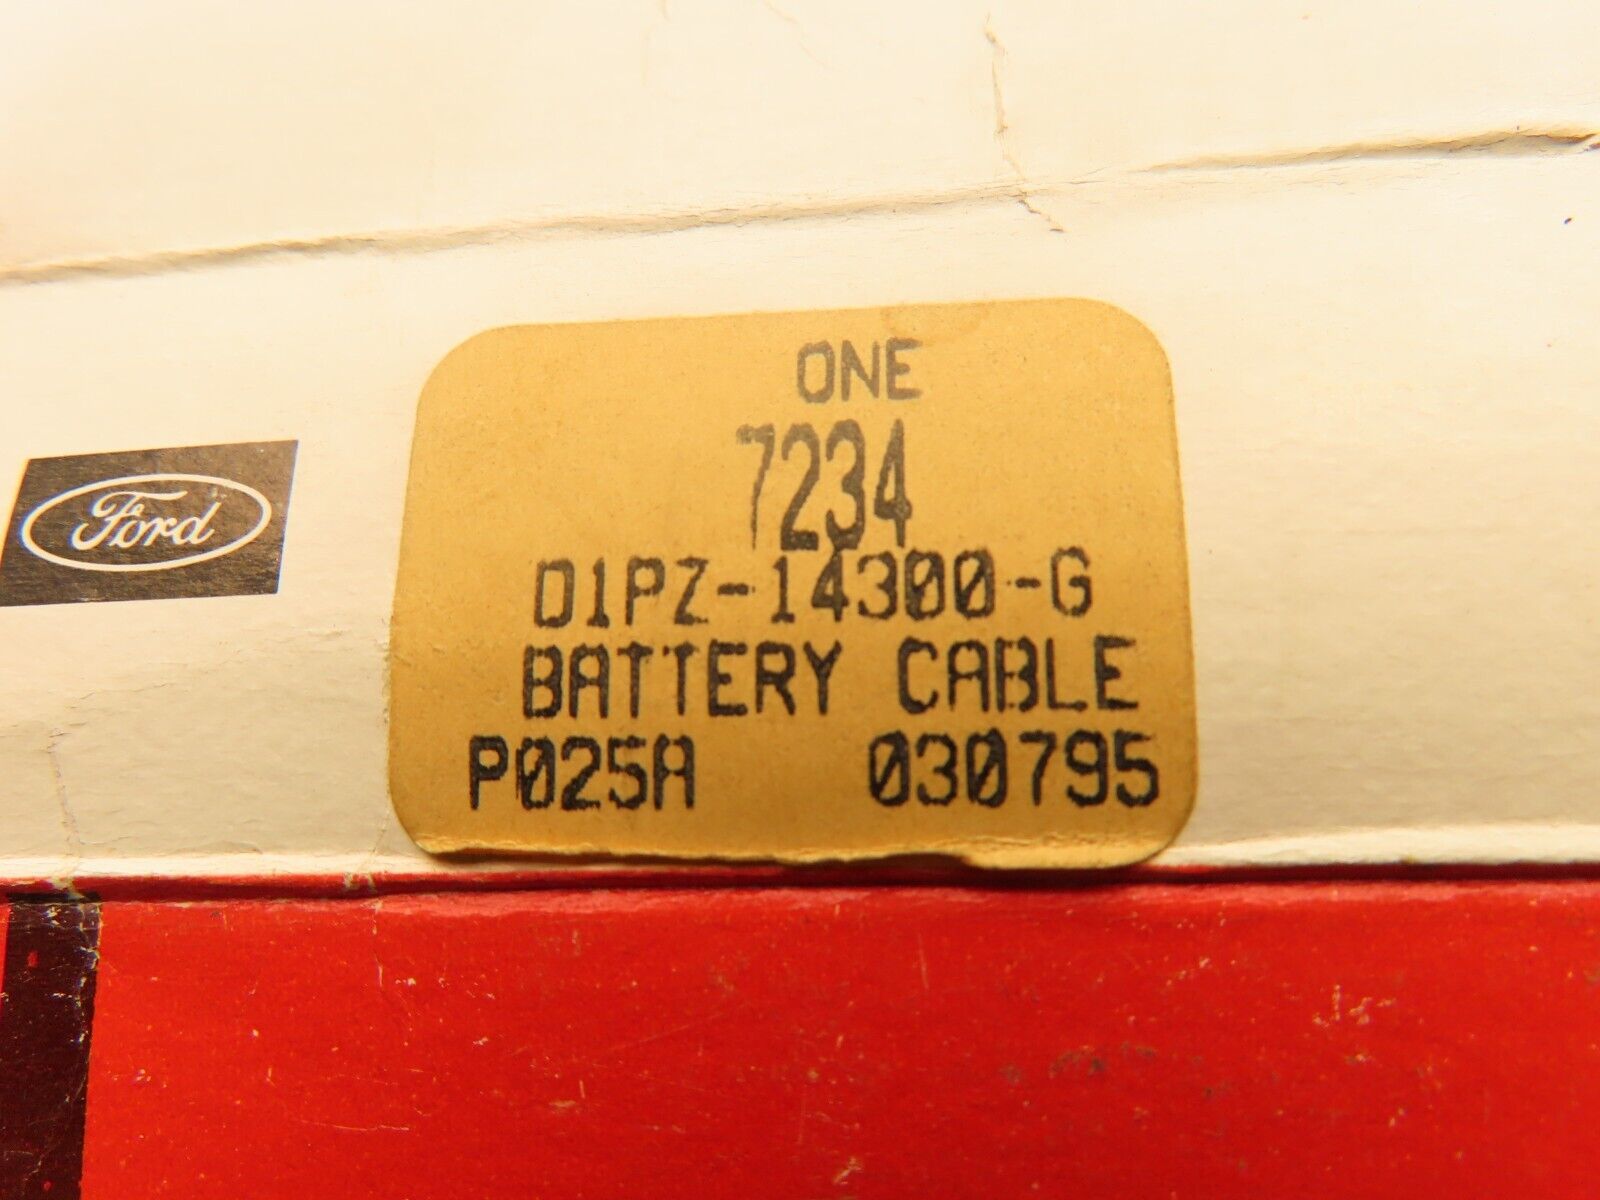 Ford
ONE
7234
D1PZ-14300-G
BATTERY CABLE
P025A 030795